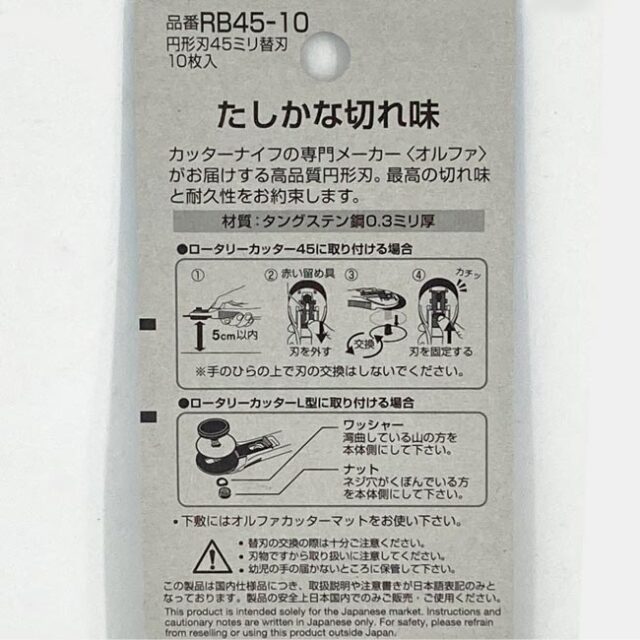 品番RB45-10
円形刃45ミリ替刃
10枚入
たしかな切れ味
カッターナイフの専門メーカー〈オルファ〉
がお届けする高品質円形刃。最高の切れ味
と耐久性をお約束します。
材質：タングステン鋼0.3ミリ厚
●ロータリーカッター45に取り付ける場合
① ②赤い留め具 ③ ④ カチッ
5cm以内 刃を外す 交換 刃を固定する
※手のひらの上で刃の交換はしないでください。
●ロータリーカッターL型に取り付ける場合
ワッシャー
湾曲している山の方を
本体側にして下さい。
ナット
ネジ穴がくぼんでいる方
を本体側にして下さい。
・下敷にはオルファカッターマットをお使い下さい。
・替刃の交換の際は十分ご注意ください。
・刃物ですから取り扱いに注意してください。
・幼児の手の届かないところに保管して下さい。
この製品は国内仕様品につき、取扱説明や注意書きが日本語表記のみと
なっております。製品の安全上日本国内でのみご販売・ご使用ください。
This product is intended solely for the Japanese market. Instructions and
cautionary notes are written in Japanese only. For safety, please refrain
from reselling or using this product outside Japan.